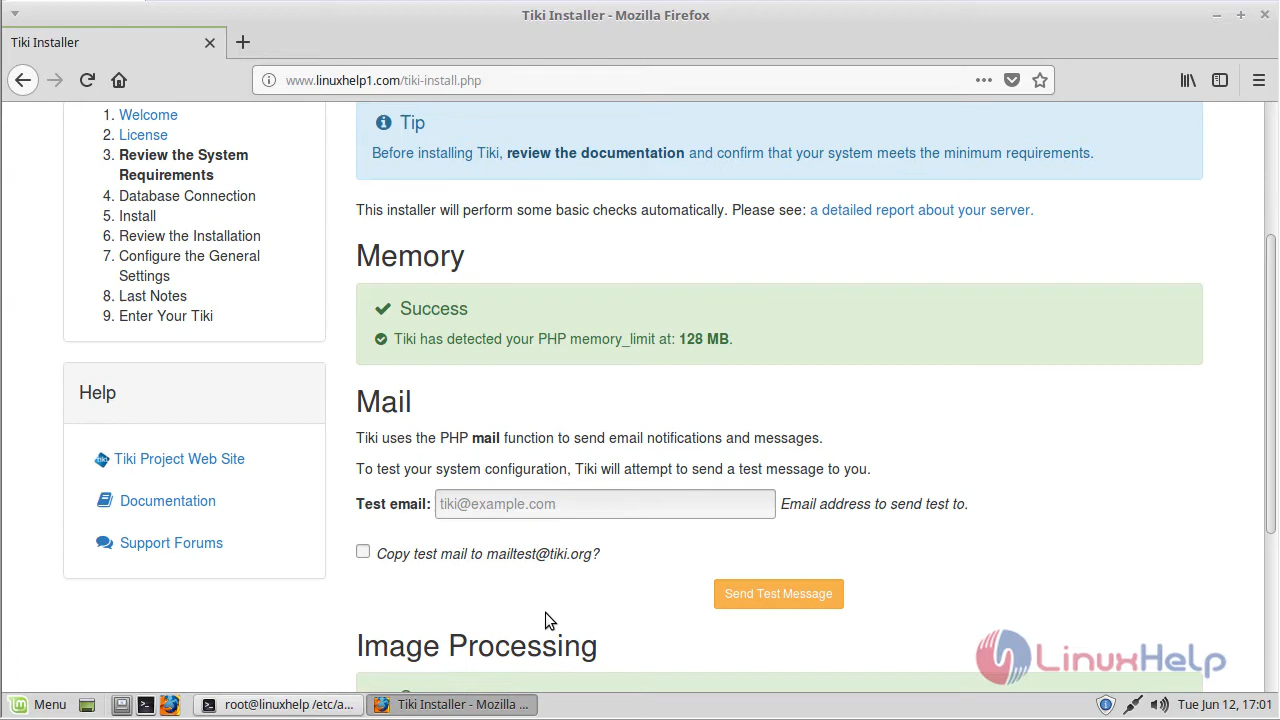 Tiki Installer - Mozilla Firefox
Tiki Installer
www.linuxhelp1.com/tiki-install.php
1. Welcome
2. License
3. Review the System
Requirements
4. Database Connection
5. Install
6. Review the Installation
7. Configure the General
Settings
8. Last Notes
9. Enter Your Tiki
Help
Tiki Project Web Site
Documentation
Support Forums
Tip
Before installing Tiki, review the documentation and confirm that your system meets the minimum requirements.
This installer will perform some basic checks automatically. Please see: a detailed report about your server.
Memory
Success
Tiki has detected your PHP memory_limit at: 128 MB.
Mail
Tiki uses the PHP mail function to send email notifications and messages.
To test your system configuration, Tiki will attempt to send a test message to you.
Test email: tiki@example.com Email address to send test to.
Copy test mail to mailtest@tiki.org?
Send Test Message
Image Processing
LinuxHelp
Menu root@linuxhelp /etc/a... Tiki Installer - Mozilla ... Tue Jun 12, 17:01